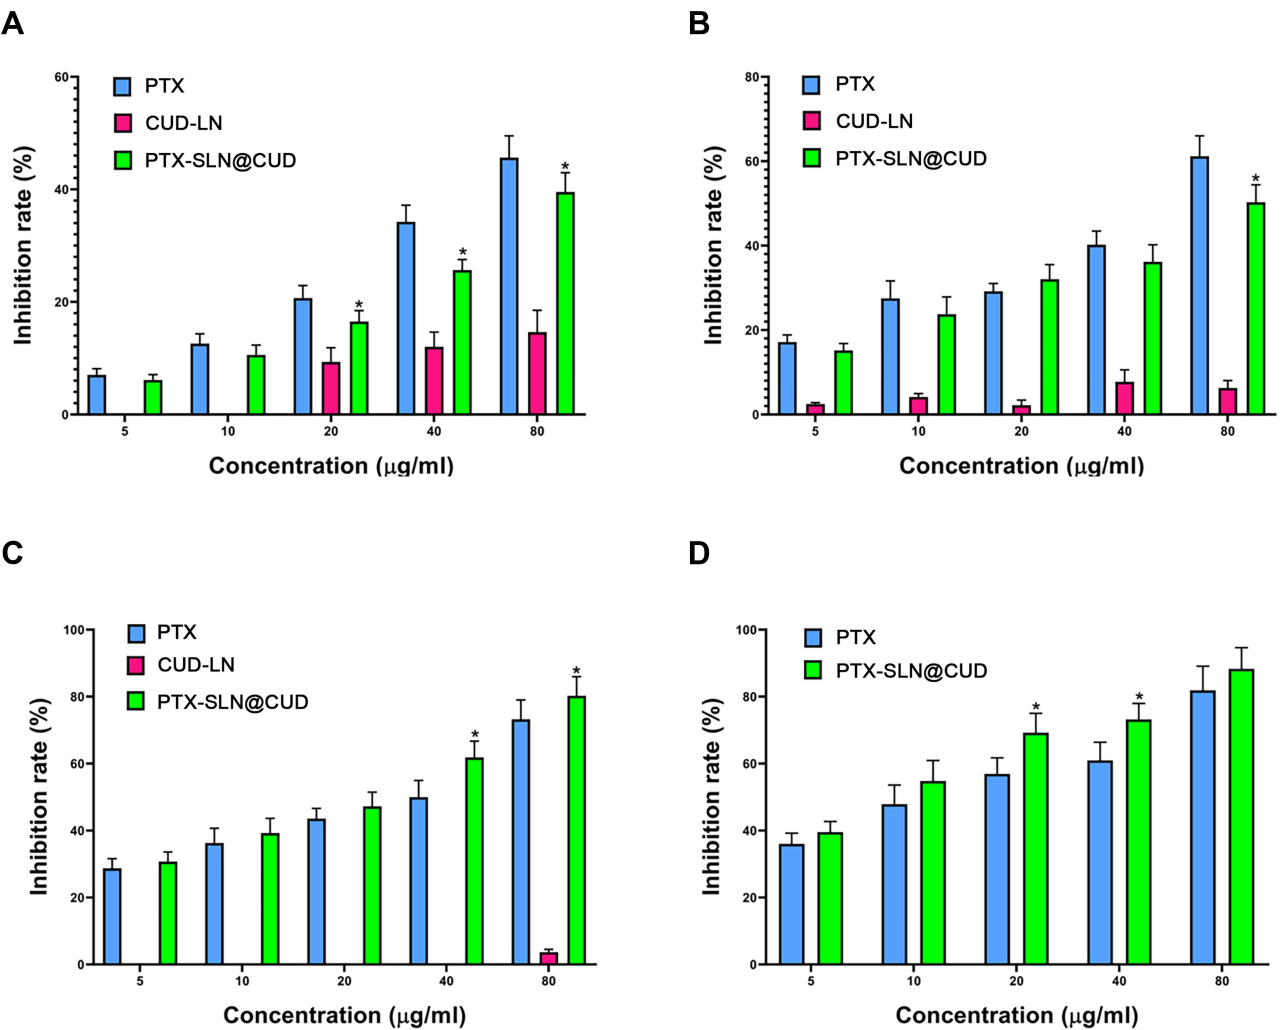 A
B
60
40
20
0
Inhibition rate (%)
PTX
CUD-LN
PTX-SLN@CUD
*
*
*
5
10
20
40
80
Concentration (μg/ml)
80
60
40
20
0
Inhibition rate (%)
PTX
CUD-LN
PTX-SLN@CUD
*
5
10
20
40
80
Concentration (μg/ml)
C
D
100
80
60
40
20
0
Inhibition rate (%)
PTX
CUD-LN
PTX-SLN@CUD
*
*
5
10
20
40
80
Concentration (μg/ml)
100
80
60
40
20
0
Inhibition rate (%)
PTX
PTX-SLN@CUD
*
*
5
10
20
40
80
Concentration (μg/ml)